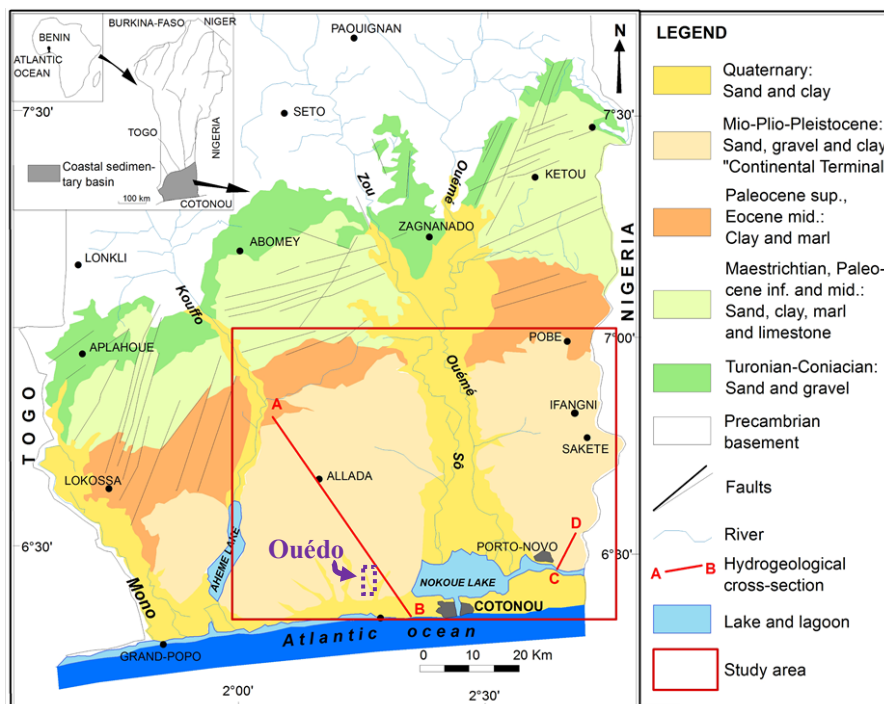 BURKINA-FASO
NIGER
BENIN
ATLANTIC
OCEAN
TOGO
NIGERIA
Coastal sedimen-
tary basin
100 km
COTONOU
PAOUIGNAN
N
7°30'
7°30'
SETO
Zou
Ouémé
KETOU
ZAGNANADO
ABOMEY
LONKLI
NIGERIA
Kouffo
7°00'
7°00'
POBE
APLAHOUE
Ouémé
A
IFANGNI
SAKETE
TOGO
ALLADA
Sô
LOKOSSA
D
6°30'
6°30'
PORTO-NOVO
AHEME LAKE
Ouédo
NOKOUE LAKE
C
Mono
B
COTONOU
Atlantic ocean
GRAND-POPO
0 10 20 Km
2°00'
2°30'
LEGEND
Quaternary:
Sand and clay
Mio-Plio-Pleistocene:
Sand, gravel and clay
"Continental Terminal
Paleocene sup.,
Eocene mid.:
Clay and marl
Maestrichtian, Paleo-
cene inf. and mid.:
Sand, clay, marl
and limestone
Turonian-Coniacian:
Sand and gravel
Precambrian
basement
Faults
River
A B Hydrogeological
cross-section
Lake and lagoon
Study area